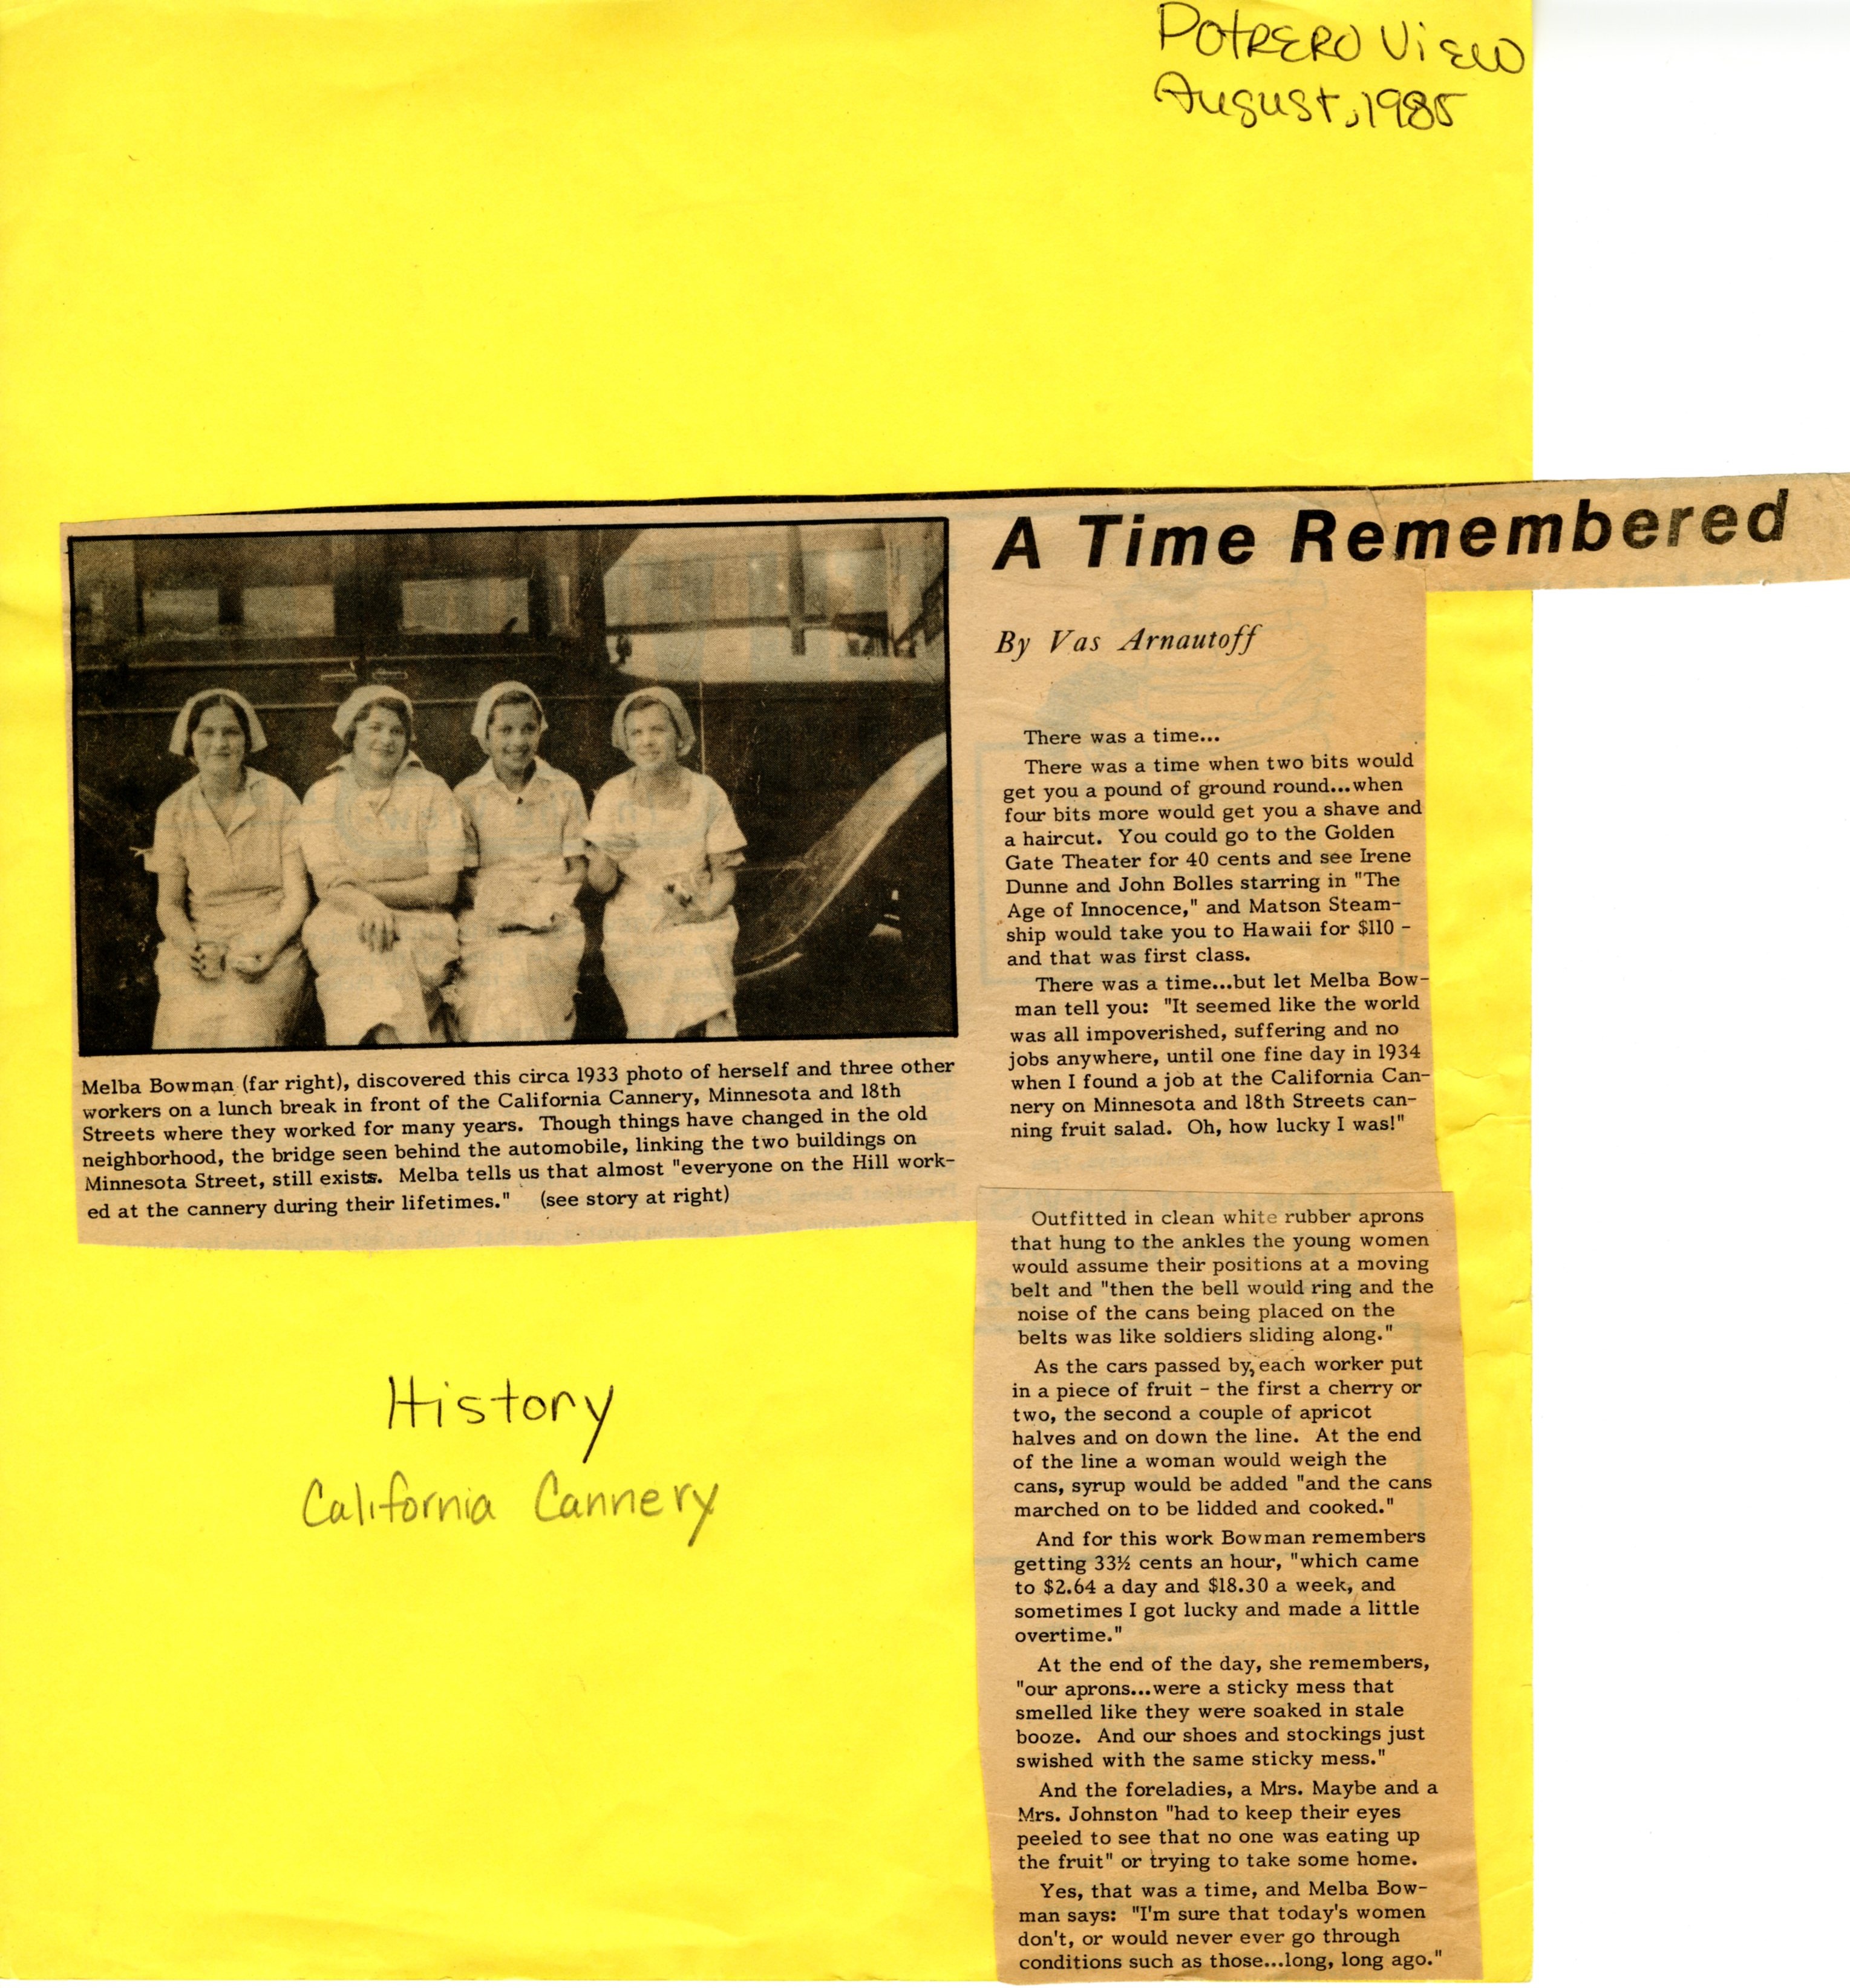 POTRERO ViEW
August, 1985
A Time Remembered
By Vas Arnautoff
There was a time...
There was a time when two bits would
get you a pound of ground round...when
four bits more would get you a shave and
a haircut. You could go to the Golden
Gate Theater for 40 cents and see Irene
Dunne and John Bolles starring in "The
Age of Innocence," and Matson Steam-
ship would take you to Hawaii for $110 -
and that was first class.
There was a time...but let Melba Bow-
man tell you: "It seemed like the world
was all impoverished, suffering and no
jobs anywhere, until one fine day in 1934
when I found a job at the California Can-
nery on Minnesota and 18th Streets can-
ning fruit salad. Oh, how lucky I was!"
Outfitted in clean white rubber aprons
that hung to the ankles the young women
would assume their positions at a moving
belt and "then the bell would ring and the
noise of the cans being placed on the
belts was like soldiers sliding along."
As the cars passed by, each worker put
in a piece of fruit - the first a cherry or
two, the second a couple of apricot
halves and on down the line. At the end
of the line a woman would weigh the
cans, syrup would be added "and the cans
marched on to be lidded and cooked."
And for this work Bowman remembers
getting 33½ cents an hour, "which came
to $2.64 a day and $18.30 a week, and
sometimes I got lucky and made a little
overtime."
At the end of the day, she remembers,
"our aprons...were a sticky mess that
smelled like they were soaked in stale
booze. And our shoes and stockings just
swished with the same sticky mess."
And the foreladies, a Mrs. Maybe and a
Mrs. Johnston "had to keep their eyes
peeled to see that no one was eating up
the fruit" or trying to take some home.
Yes, that was a time, and Melba Bow-
man says: "I'm sure that today's women
don't, or would never ever go through
conditions such as those...long, long ago."
Melba Bowman (far right), discovered this circa 1933 photo of herself and three other
workers on a lunch break in front of the California Cannery, Minnesota and 18th
Streets where they worked for many years. Though things have changed in the old
neighborhood, the bridge seen behind the automobile, linking the two buildings on
Minnesota Street, still exists. Melba tells us that almost "everyone on the Hill work-
ed at the cannery during their lifetimes." (see story at right)
History
California Cannery